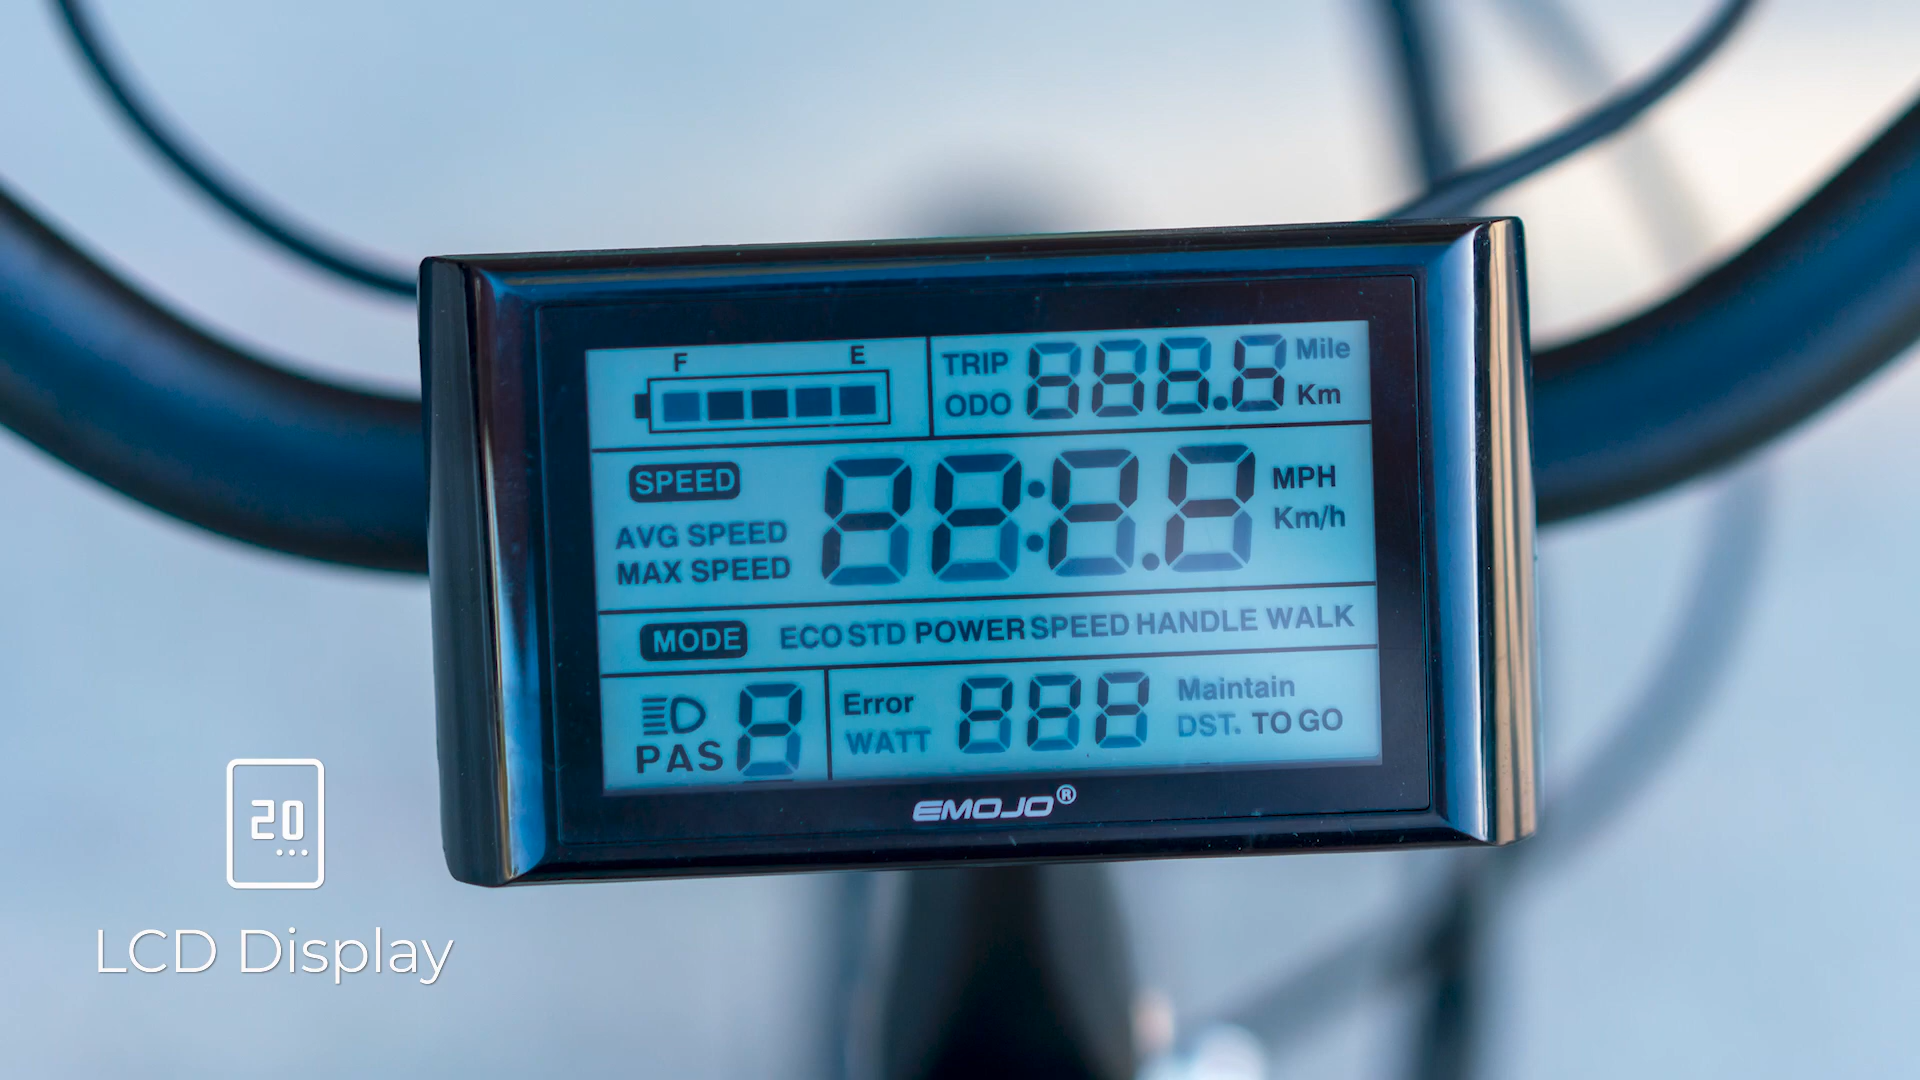 F E
TRIP 888.8 Mile
ODO Km
SPEED 88:8.8 MPH
Km/h
AVG SPEED
MAX SPEED
MODE ECO STD POWER SPEED HANDLE WALK
PAS 8
Error 888 Maintain
WATT DST. TO GO
EMOJO®
20
LCD Display